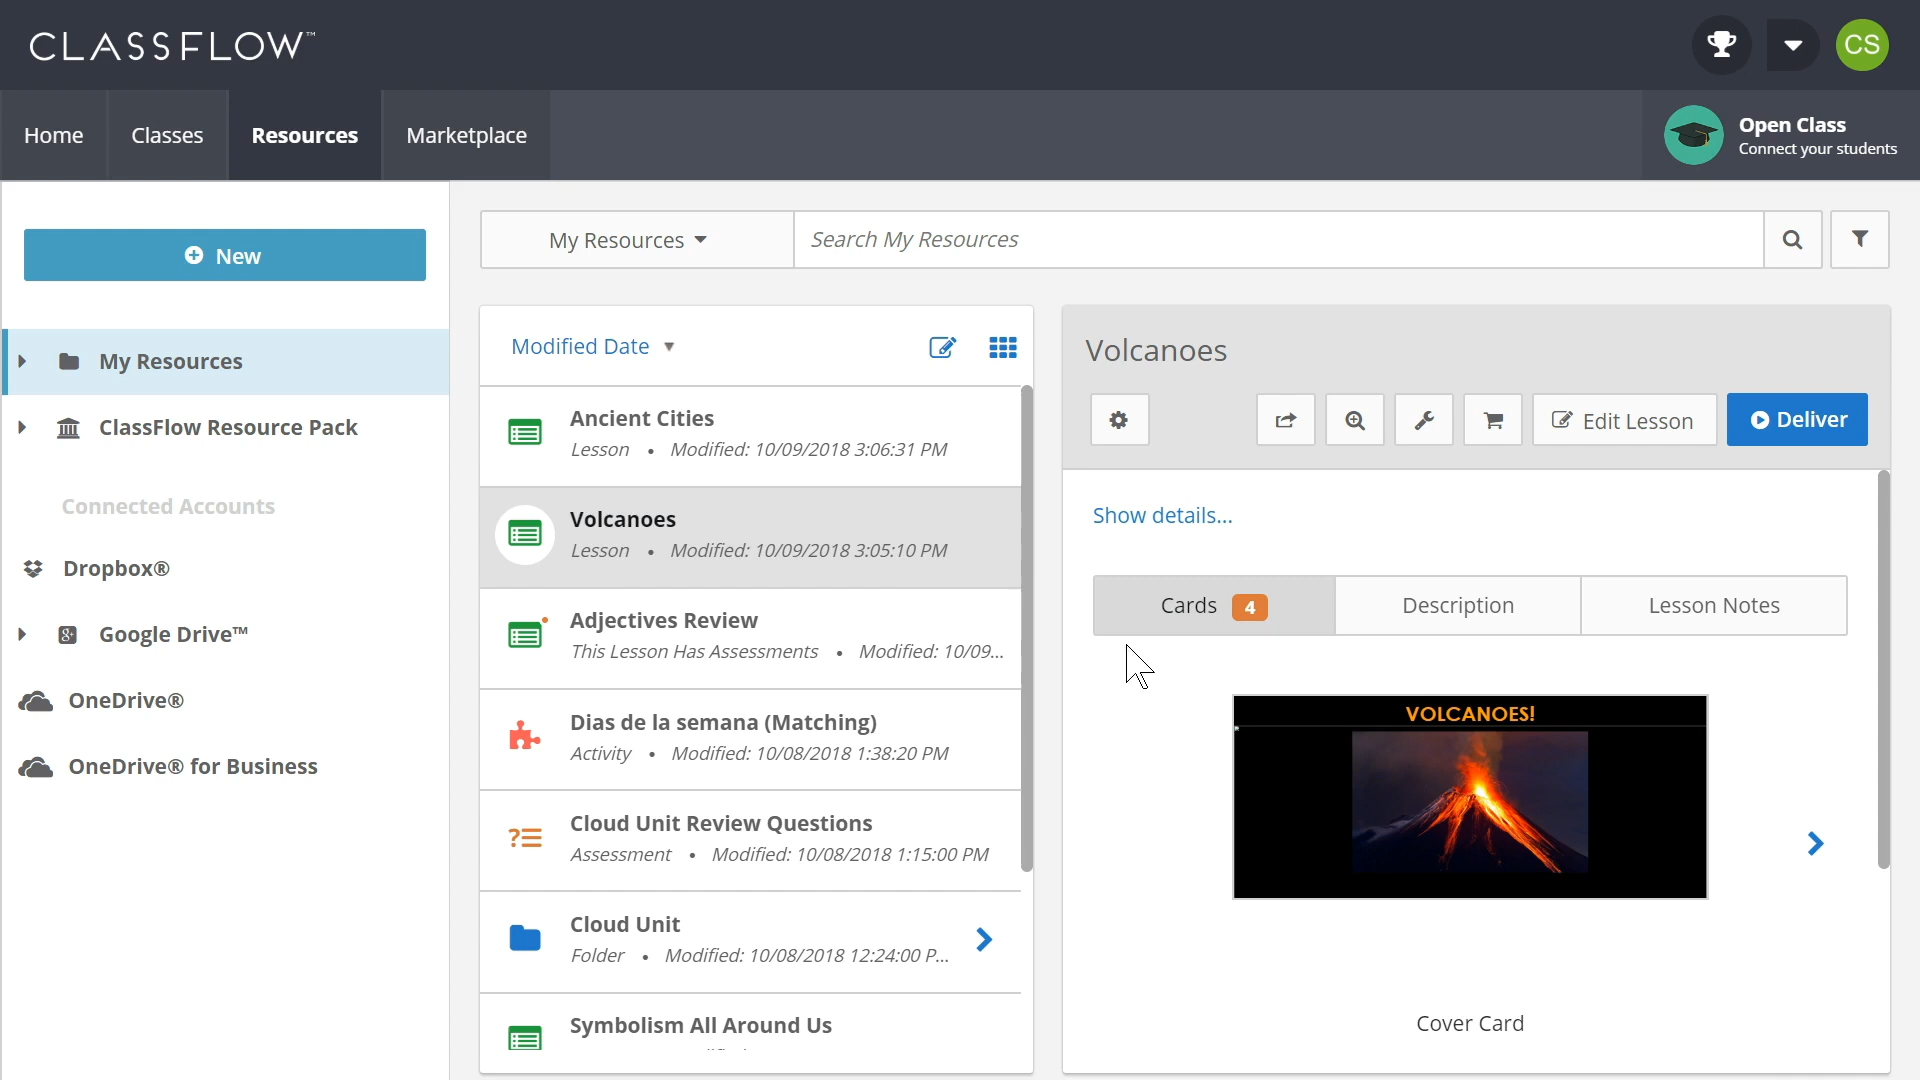 CLASSFLOW™
CS
Home
Classes
Resources
Marketplace
Open Class
Connect your students
New
My Resources
ClassFlow Resource Pack
Connected Accounts
Dropbox®
Google Drive™
OneDrive®
OneDrive® for Business
My Resources
Search My Resources
Modified Date
Ancient Cities
Lesson • Modified: 10/09/2018 3:06:31 PM
Volcanoes
Lesson • Modified: 10/09/2018 3:05:10 PM
Adjectives Review
This Lesson Has Assessments • Modified: 10/09...
Dias de la semana (Matching)
Activity • Modified: 10/08/2018 1:38:20 PM
Cloud Unit Review Questions
Assessment • Modified: 10/08/2018 1:15:00 PM
Cloud Unit
Folder • Modified: 10/08/2018 12:24:00 P...
Symbolism All Around Us
Volcanoes
Edit Lesson
Deliver
Show details...
Cards 4
Description
Lesson Notes
VOLCANOES!
Cover Card